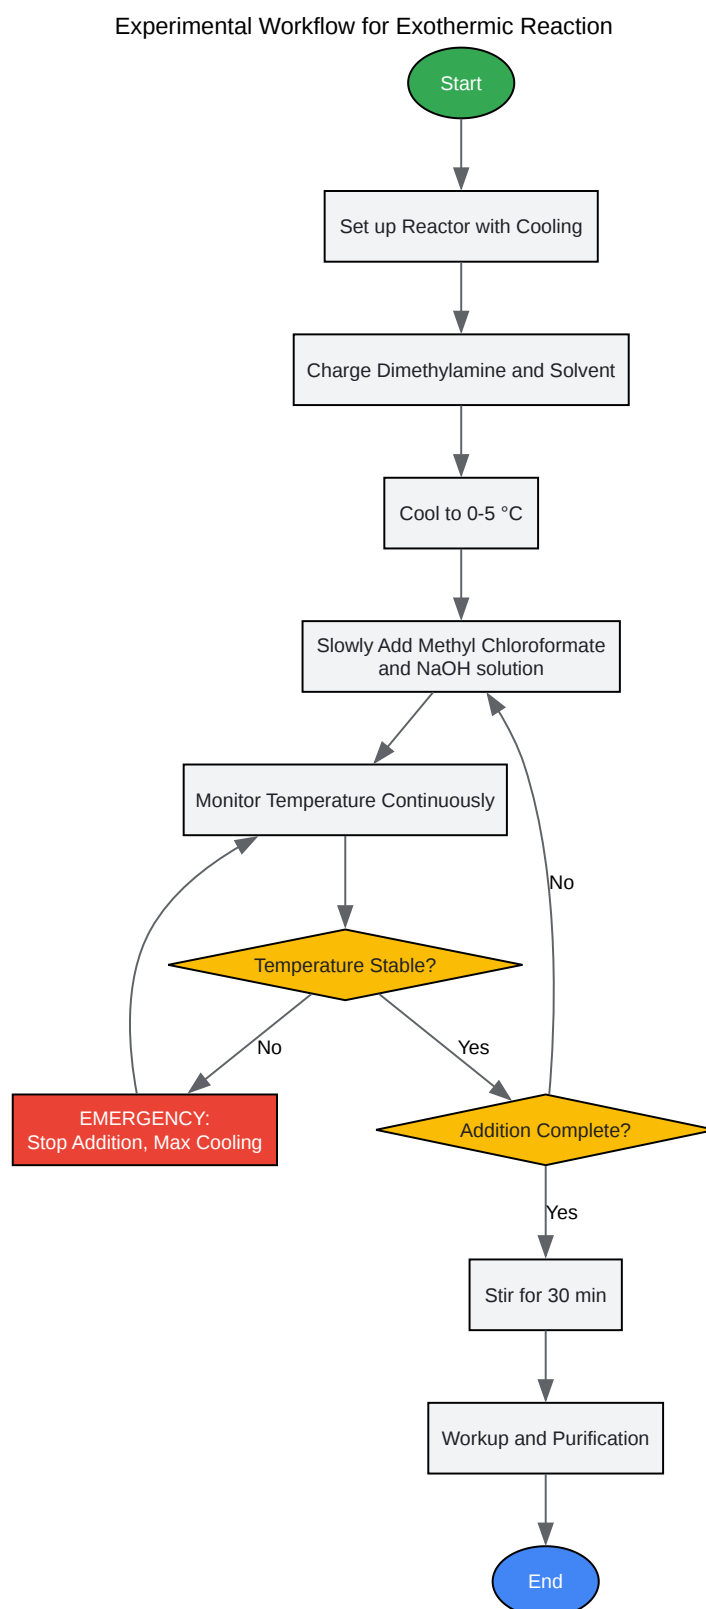 Experimental Workflow for Exothermic Reaction
Start
Set up Reactor with Cooling
Charge Dimethylamine and Solvent
Cool to 0-5 °C
Slowly Add Methyl Chloroformate
and NaOH solution
Monitor Temperature Continuously
No
Temperature Stable?
No
Yes
EMERGENCY:
Stop Addition, Max Cooling
Addition Complete?
Yes
Stir for 30 min
Workup and Purification
End